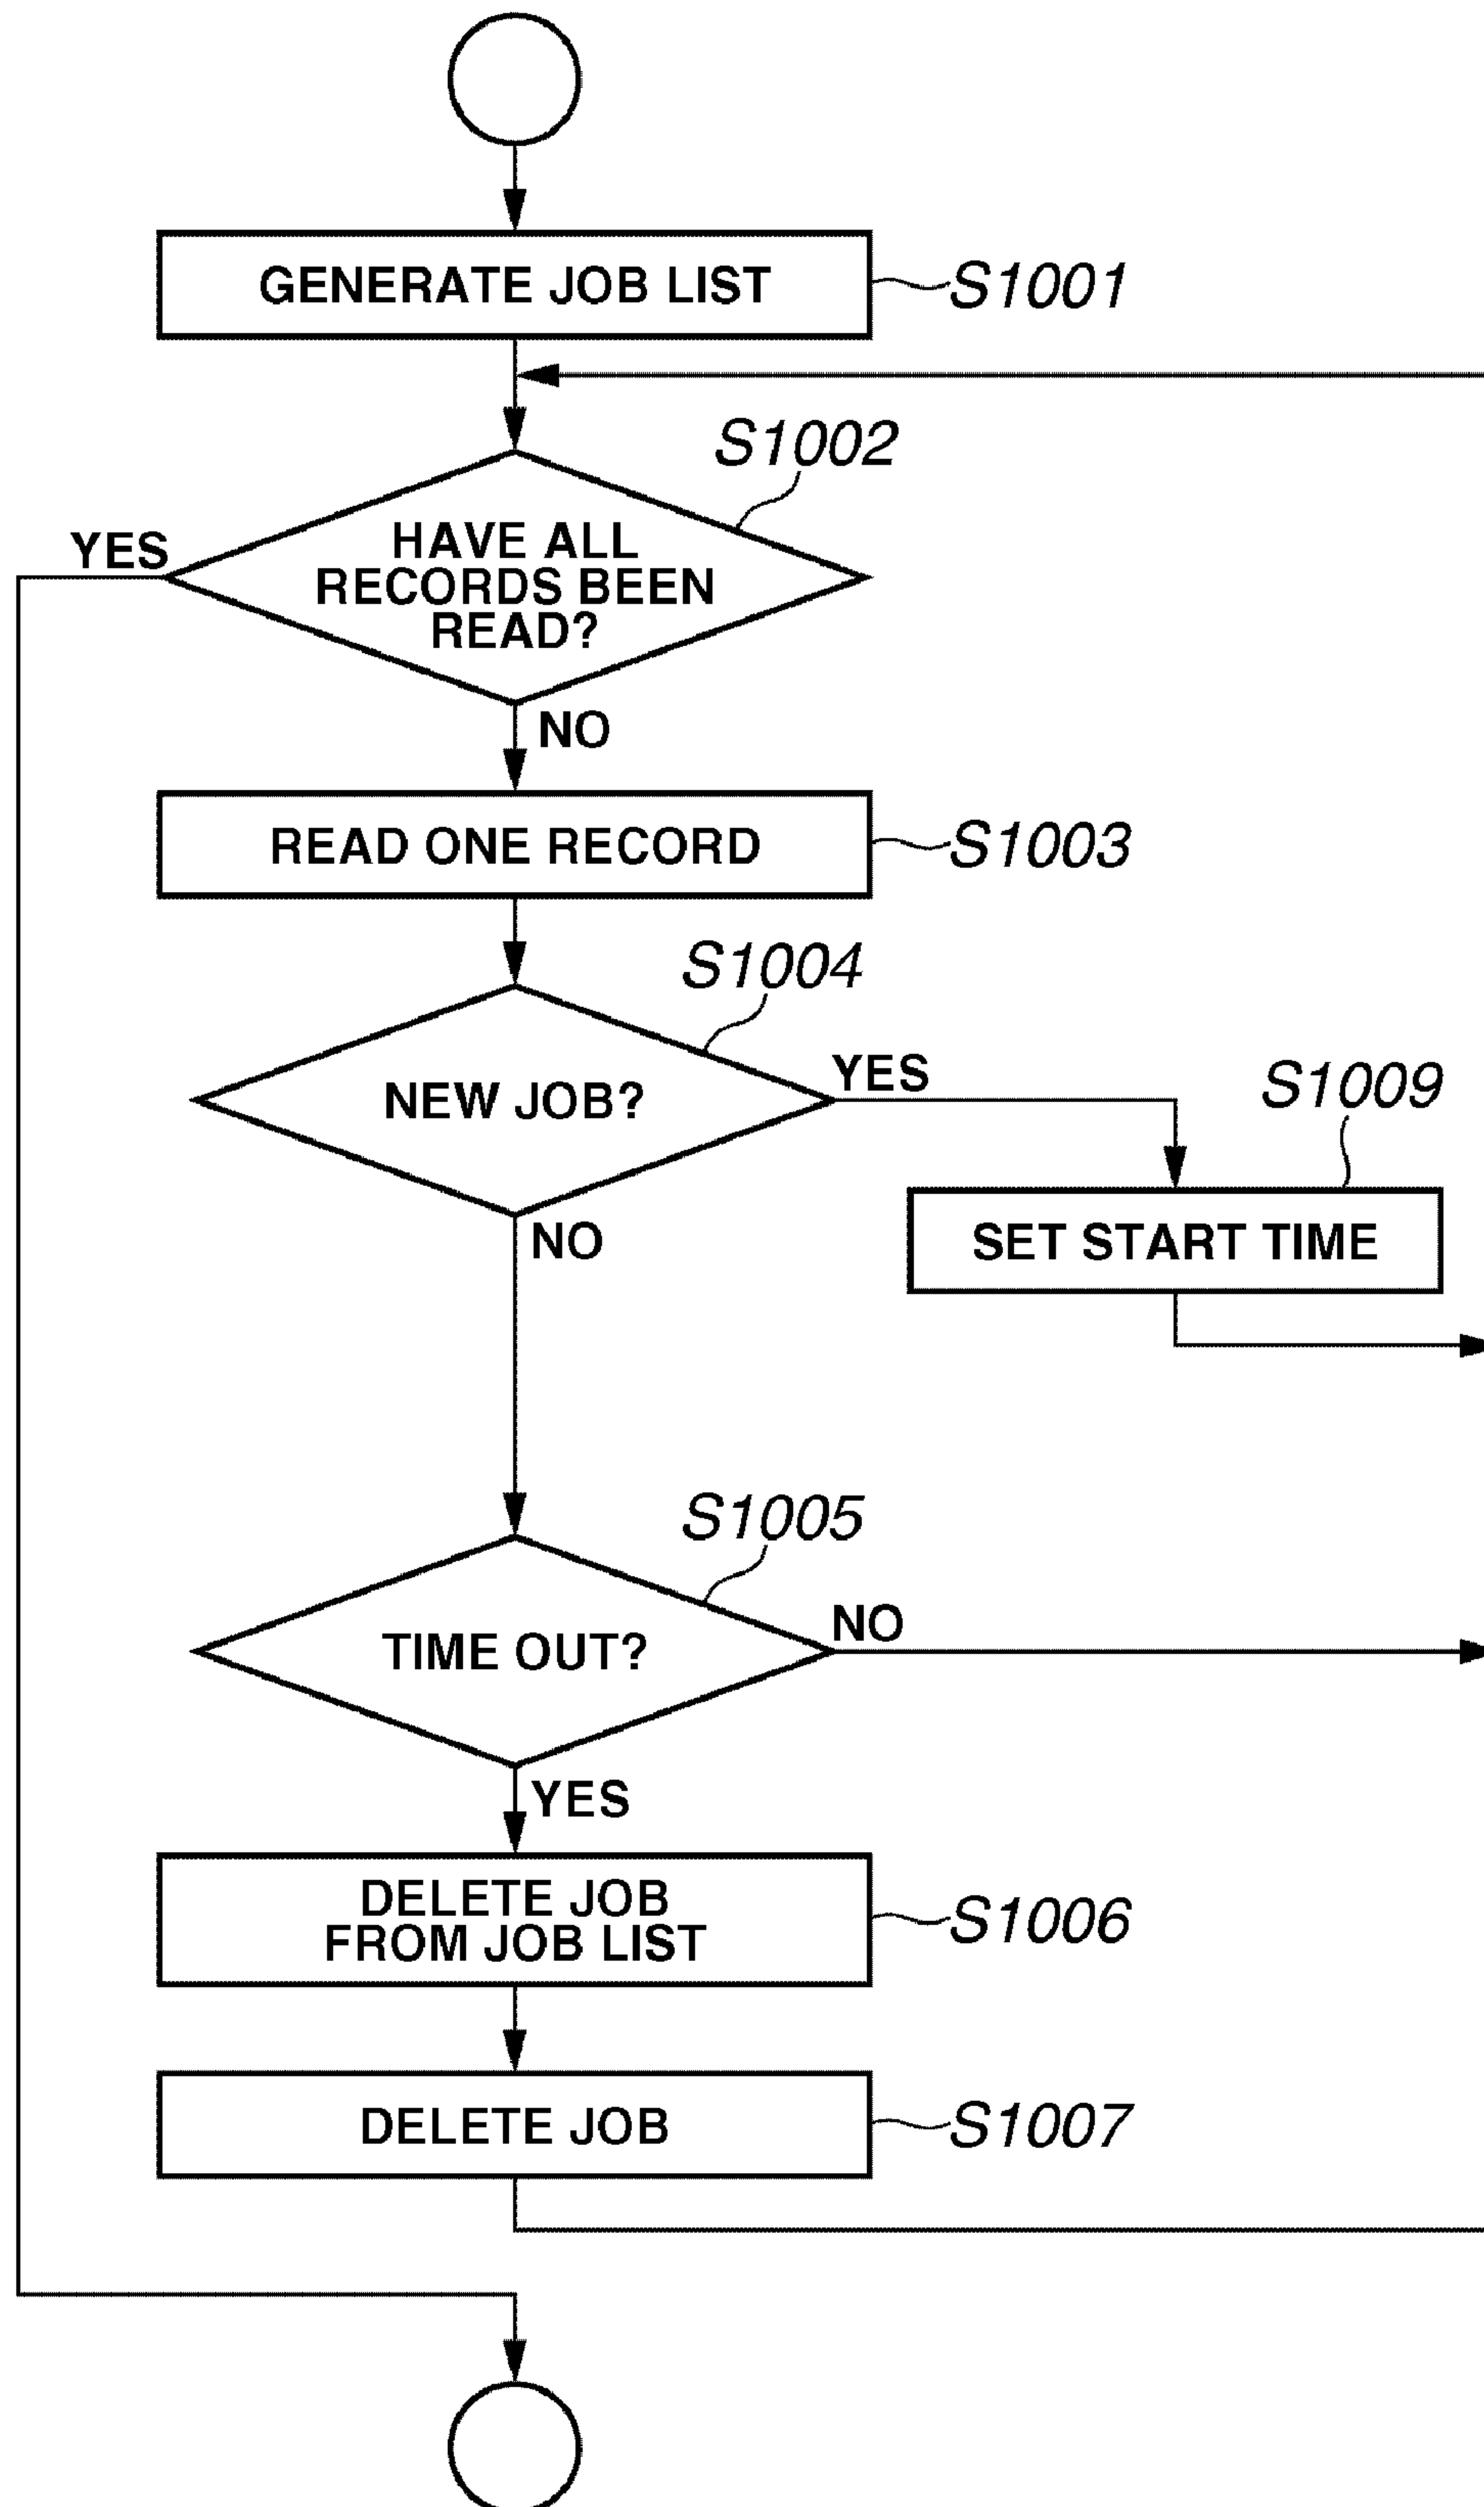 GENERATE JOB LIST
S1001
S1002
YES
HAVE ALL
RECORDS BEEN
READ?
NO
READ ONE RECORD
S1003
S1004
NEW JOB?
YES
S1009
NO
SET START TIME
S1005
TIME OUT?
NO
YES
DELETE JOB
FROM JOB LIST
S1006
DELETE JOB
S1007